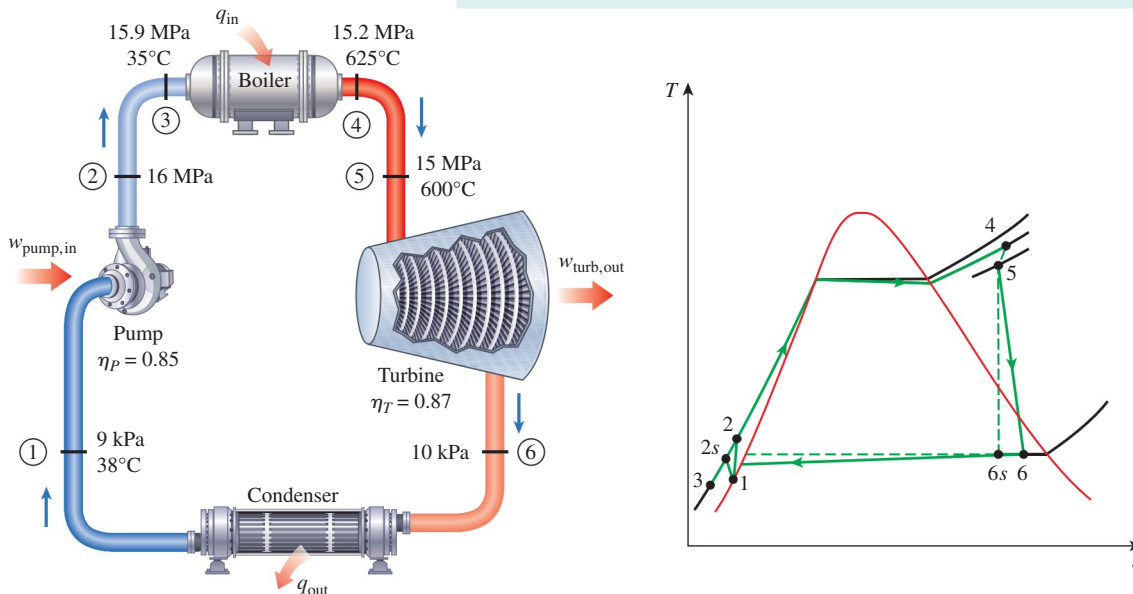 q_in
15.9 MPa
35°C
15.2 MPa
625°C
Boiler
3
4
2
16 MPa
5
15 MPa
600°C
w_pump,in
w_turb,out
Pump
η_P = 0.85
Turbine
η_T = 0.87
1
9 kPa
38°C
10 kPa
6
Condenser
q_out
T
4
5
2
2s
3
1
6s
6